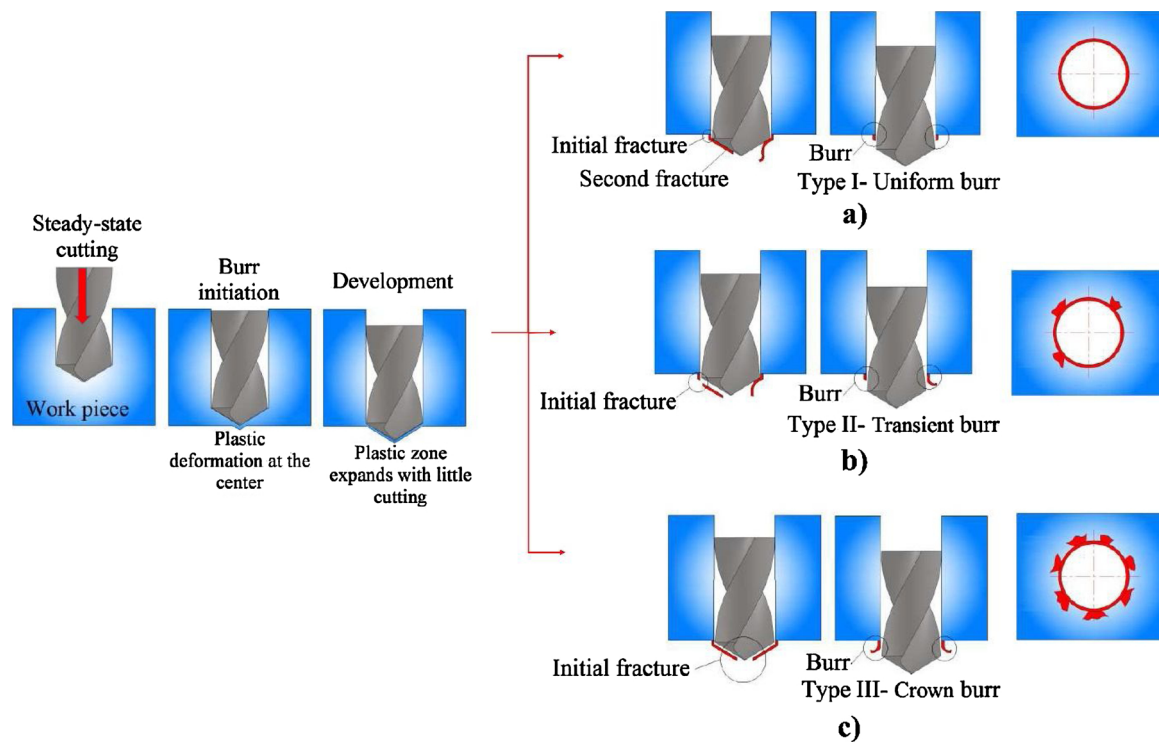 Steady-state
cutting
Work piece
Burr
initiation
Plastic
deformation at the
center
Development
Plastic zone
expands with little
cutting
Initial fracture
Second fracture
Burr
Type I- Uniform burr
a)
Initial fracture
Burr
Type II- Transient burr
b)
Initial fracture
Burr
Type III- Crown burr
c)